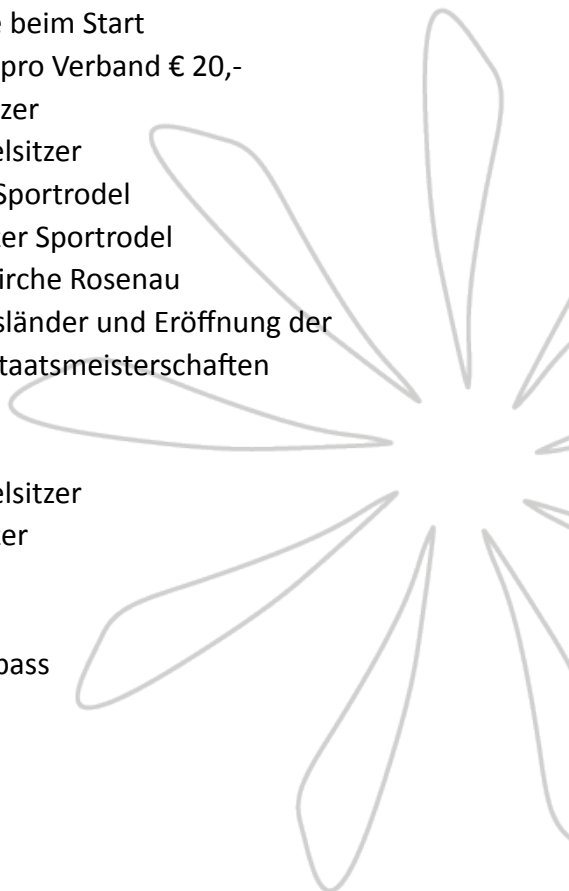 e beim Start
pro Verband € 20,-
zer
elsitzer
Sportrodel
er Sportrodel
irche Rosenau
sländer und Eröffnung der
taatsmeisterschaften
elsitzer
zer
pass